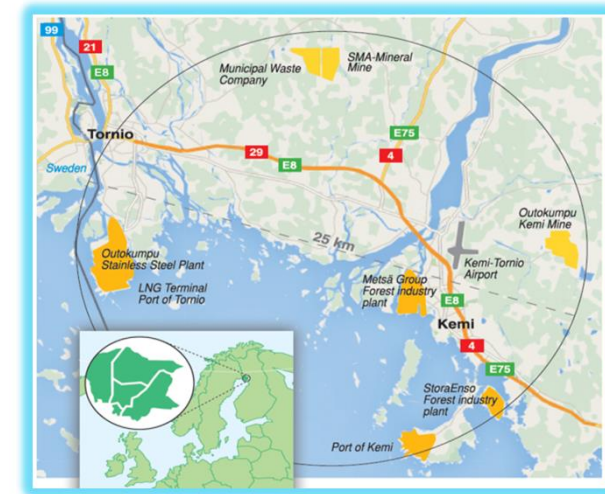 99
21
E8
Tornio
Sweden
Municipal Waste
Company
SMA-Mineral
Mine
29
E8
E75
4
25 km
Outokumpu
Stainless Steel Plant
LNG Terminal
Port of Tornio
Outokumpu
Kemi Mine
Kemi-Tornio
Airport
Metsä Group
Forest industry
plant
E8
Kemi
4
E75
StoraEnso
Forest industry
plant
Port of Kemi